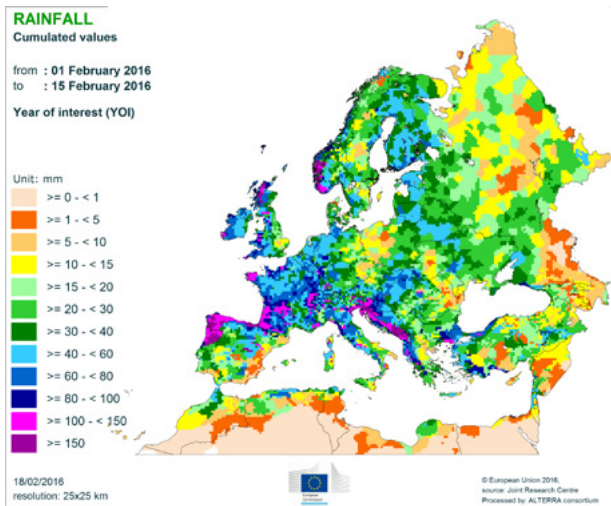 RAINFALL
Cumulated values
from : 01 February 2016
to : 15 February 2016
Year of interest (YOI)
Unit: mm
>= 0 - < 1
>= 1 - < 5
>= 5 - < 10
>= 10 - < 15
>= 15 - < 20
>= 20 - < 30
>= 30 - < 40
>= 40 - < 60
>= 60 - < 80
>= 80 - < 100
>= 100 - < 150
>= 150
18/02/2016
resolution: 25x25 km
European
Commission
© European Union 2016,
source: Joint Research Centre
Processed by: ALTERRA consortium